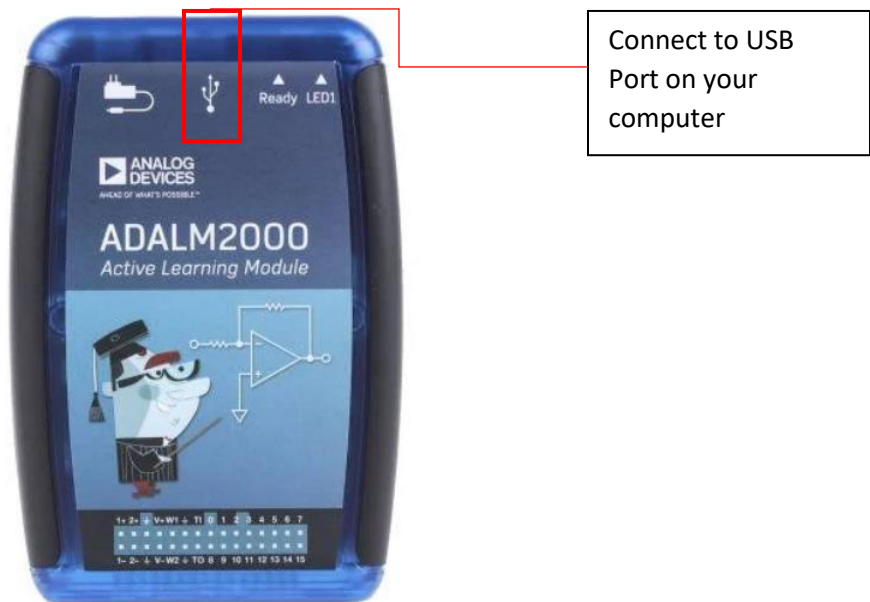 Connect to USB
Port on your
computer
Ready LED1
ANALOG
DEVICES
AHEAD OF WHAT'S POSSIBLE™
ADALM2000
Active Learning Module
1+ 2+ ⏚ V+ W1 ⏚ TI 0 1 2 3 4 5 6 7
1- 2- ⏚ V- W2 ⏚ TO 8 9 10 11 12 13 14 15